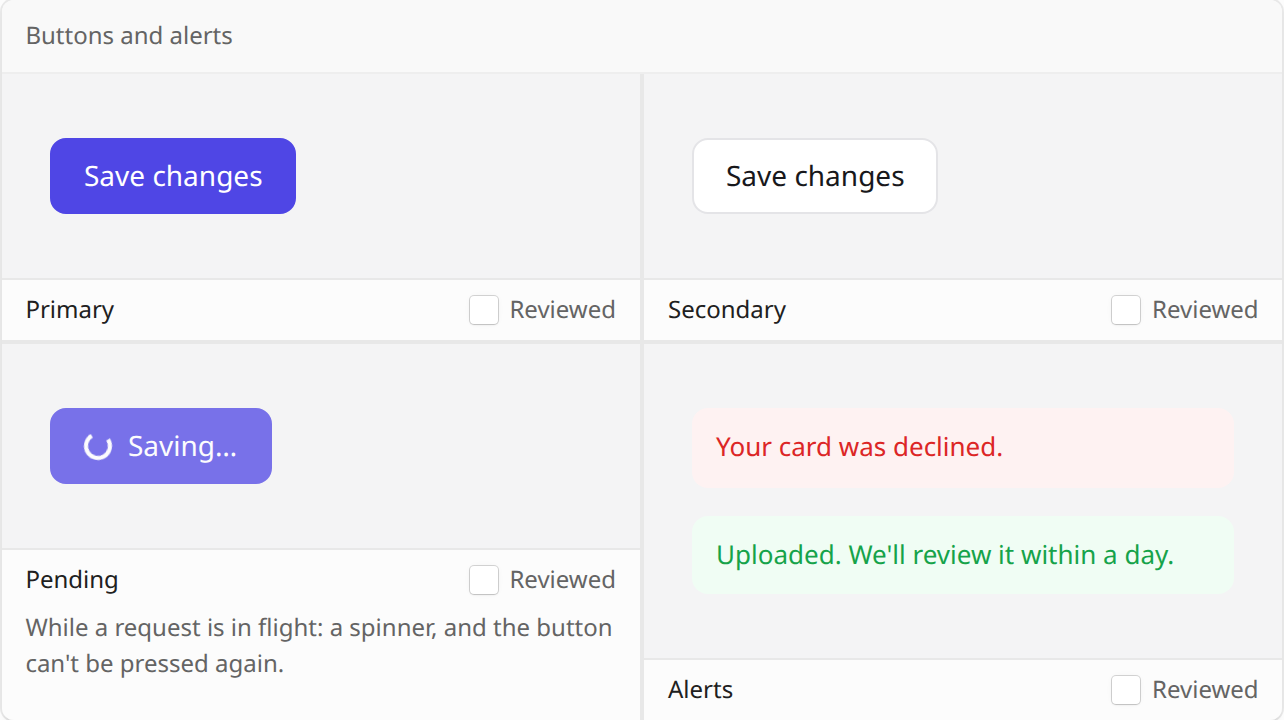 Buttons and alerts
Save changes
Save changes
Primary
Reviewed
Secondary
Reviewed
Saving...
Your card was declined.
Uploaded. We'll review it within a day.
Pending
Reviewed
While a request is in flight: a spinner, and the button
can't be pressed again.
Alerts
Reviewed